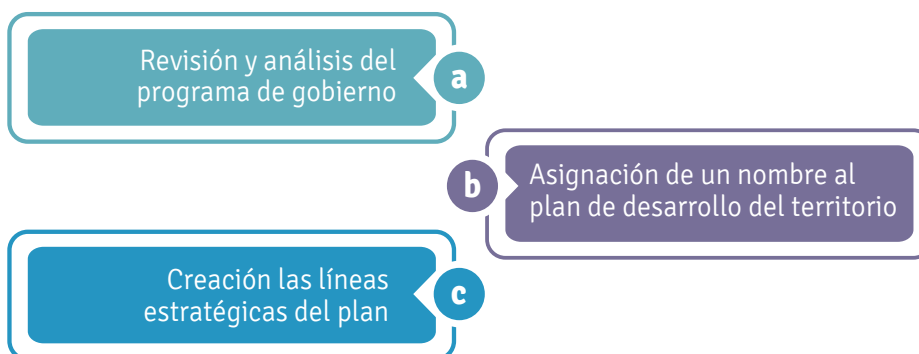 Revisión y análisis del
programa de gobierno
a
b
Asignación de un nombre al
plan de desarrollo del territorio
Creación las líneas
estratégicas del plan
c